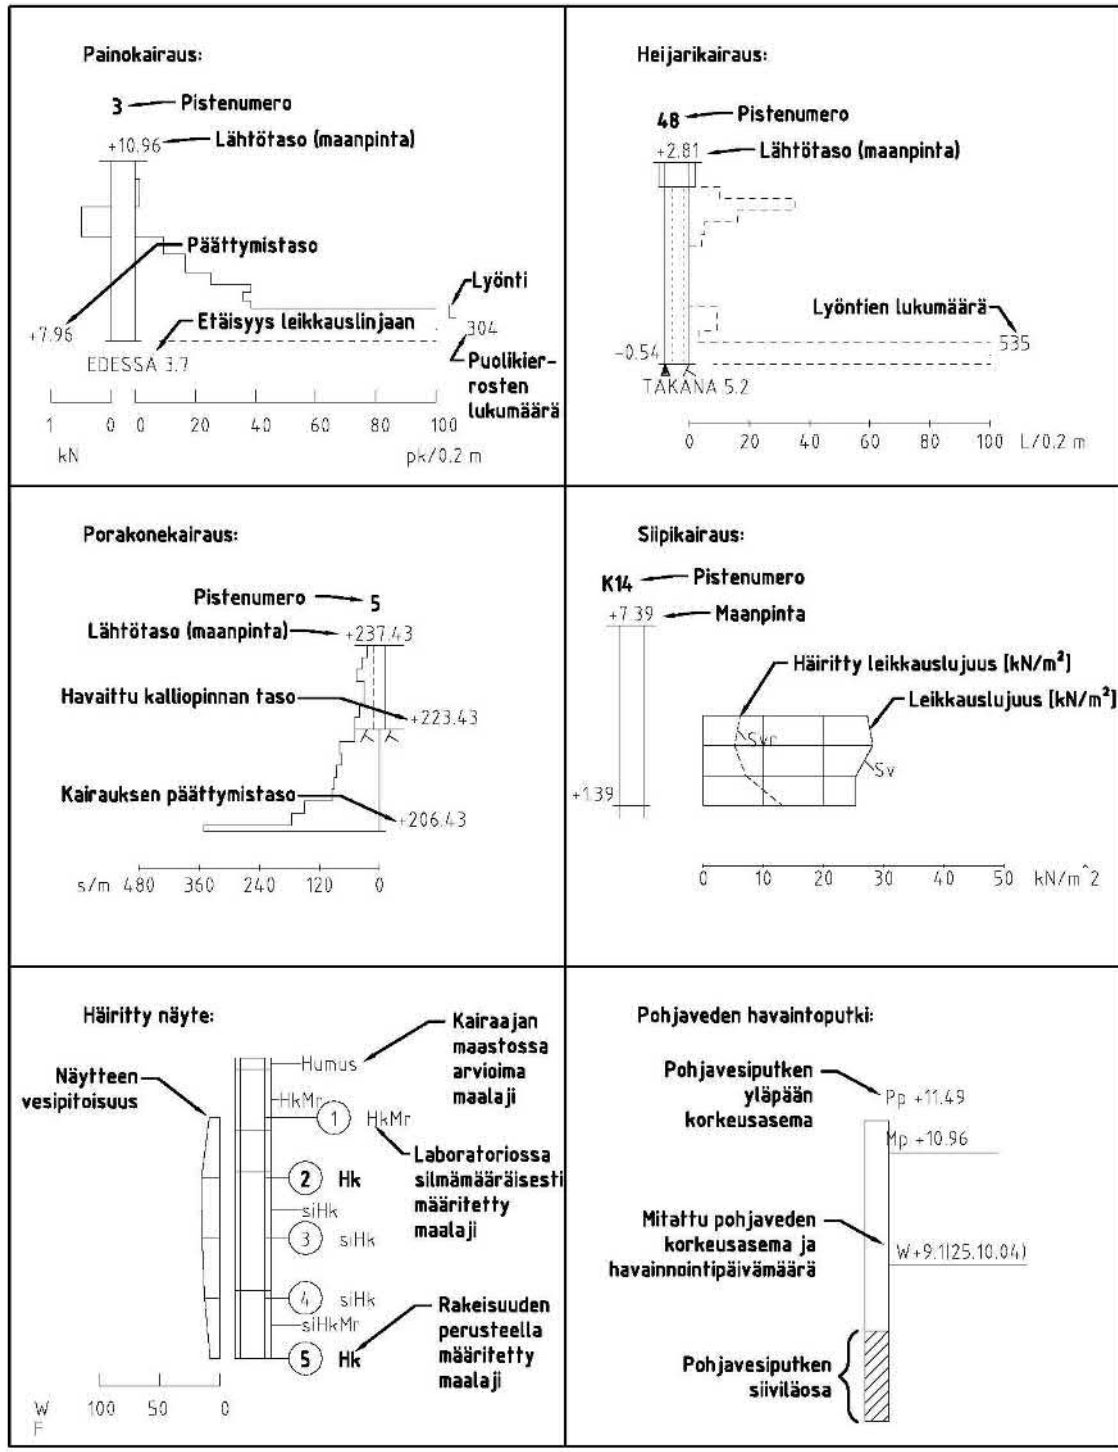 Painokairaus:
3 Pistenumero
+10.96 Lähtötaso (maanpinta)
Päättymistaso
Lyönti
Etäisyys leikkauslinjaan
304
+7.96
EDESSA 3.7
Puolikier-
rosten
lukumäärä
1 0 0 20 40 60 80 100
kN pk/0.2 m
Heijarikairaus:
4B Pistenumero
+2.81 Lähtötaso (maanpinta)
Lyöntien lukumäärä
535
-0.54
TAKANA 5.2
0 20 40 60 80 100 L/0.2 m
Porakonekairaus:
Pistenumero 5
Lähtötaso (maanpinta) +237.43
Havaittu kalliopinnan taso
+223.43
Kairauksen päättymistaso
+206.43
s/m 480 360 240 120 0
Siipikairaus:
K14 Pistenumero
+7.39 Maanpinta
Häiritty leikkauslujuus [kN/m²]
Leikkauslujuus [kN/m²]
Svr
Sv
+1.39
0 10 20 30 40 50 kN/m^2
Häiritty näyte:
Kairaajan
maastossa
arvioima
maalaji
Humus
Näytteen
vesipitoisuus
HkMr
1 HkMr
Laboratoriossa
silmämääräisesti
määritetty
maalaji
2 Hk
siHk
3 siHk
4 siHk
siHkMr
5 Hk
Rakeisuuden
perusteella
määritetty
maalaji
W 100 50 0
F
Pohjaveden havaintoputki:
Pohjavesiputken
yläpään
korkeusasema
Pp +11.49
Mp +10.96
Mitattu pohjaveden
korkeusasema ja
havainnointipäivämäärä
W+9.1(25.10.04)
Pohjavesiputken
siiviläosa